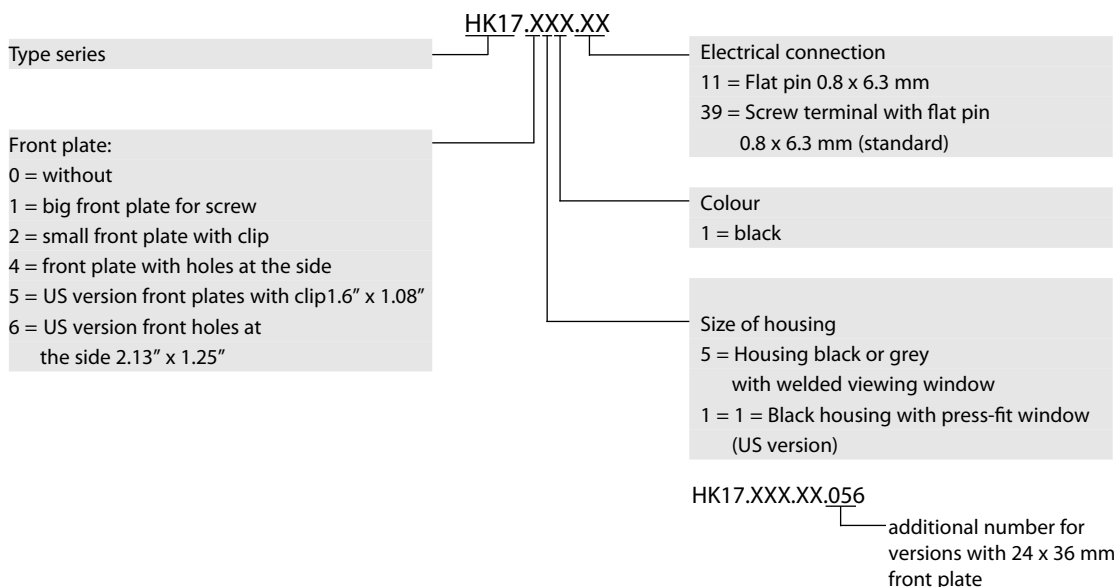 HK17.XXX.XX
Type series
Front plate:
0 = without
1 = big front plate for screw
2 = small front plate with clip
4 = front plate with holes at the side
5 = US version front plates with clip1.6” x 1.08”
6 = US version front holes at
the side 2.13” x 1.25”
Electrical connection
11 = Flat pin 0.8 x 6.3 mm
39 = Screw terminal with flat pin
0.8 x 6.3 mm (standard)
Colour
1 = black
Size of housing
5 = Housing black or grey
with welded viewing window
1 = 1 = Black housing with press-fit window
(US version)
HK17.XXX.XX.056
additional number for
versions with 24 x 36 mm
front plate